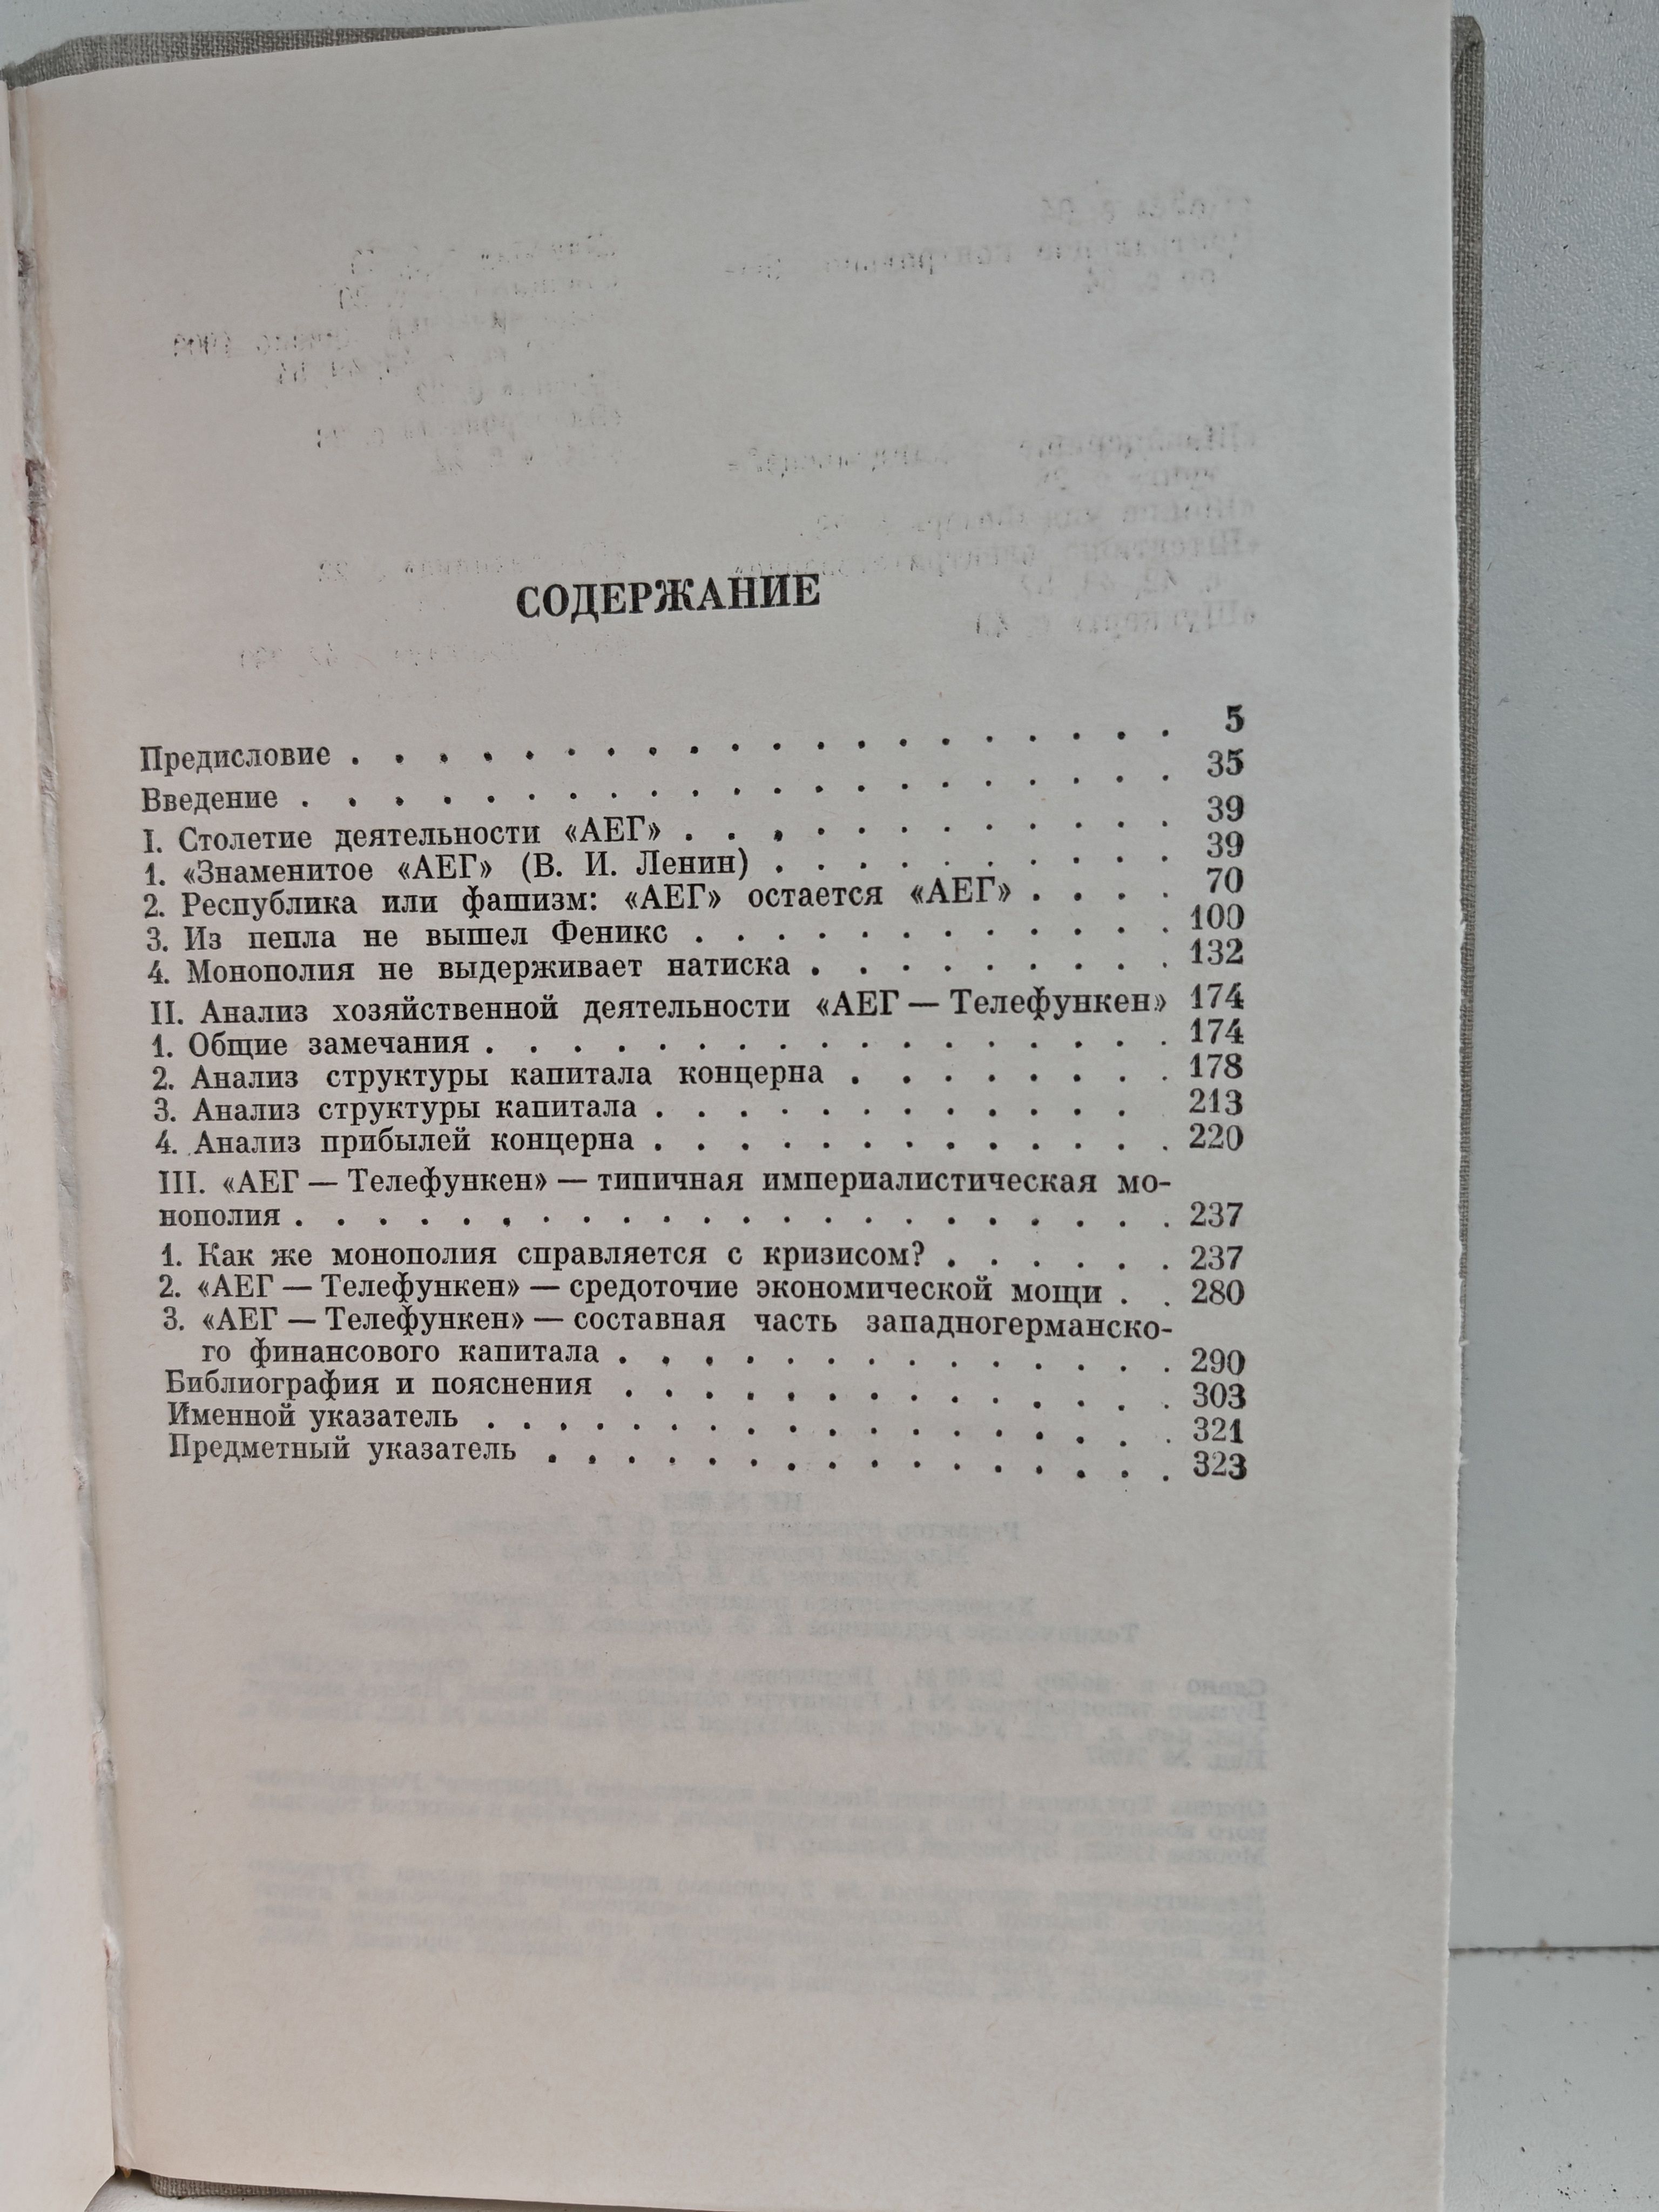 СОДЕРЖАНИЕ
Предисловие . . . . . . . . . . . . . . . . . . . . 5
Введение . . . . . . . . . . . . . . . . . . . . . 35
I. Столетие деятельности «АЕГ» . . . . . . . . . . . . 39
1. «Знаменитое «АЕГ» (В. И. Ленин) . . . . . . . . . . 39
2. Республика или фашизм: «АЕГ» остается «АЕГ» . . . . 70
3. Из пепла не вышел Феникс . . . . . . . . . . . . 100
4. Монополия не выдерживает натиска . . . . . . . . . 132
II. Анализ хозяйственной деятельности «АЕГ — Телефункен» 174
1. Общие замечания . . . . . . . . . . . . . . . . . 174
2. Анализ структуры капитала концерна . . . . . . . . 178
3. Анализ структуры капитала . . . . . . . . . . . . 213
4. Анализ прибылей концерна . . . . . . . . . . . . . 220
III. «АЕГ — Телефункен» — типичная империалистическая мо-
нополия . . . . . . . . . . . . . . . . . . . . . . 237
1. Как же монополия справляется с кризисом? . . . . . . 237
2. «АЕГ — Телефункен» — средоточие экономической мощи . . 280
3. «АЕГ — Телефункен» — составная часть западногерманско-
го финансового капитала . . . . . . . . . . . . . . 290
Библиография и пояснения . . . . . . . . . . . . . . 303
Именной указатель . . . . . . . . . . . . . . . . . . 321
Предметный указатель . . . . . . . . . . . . . . . . 323